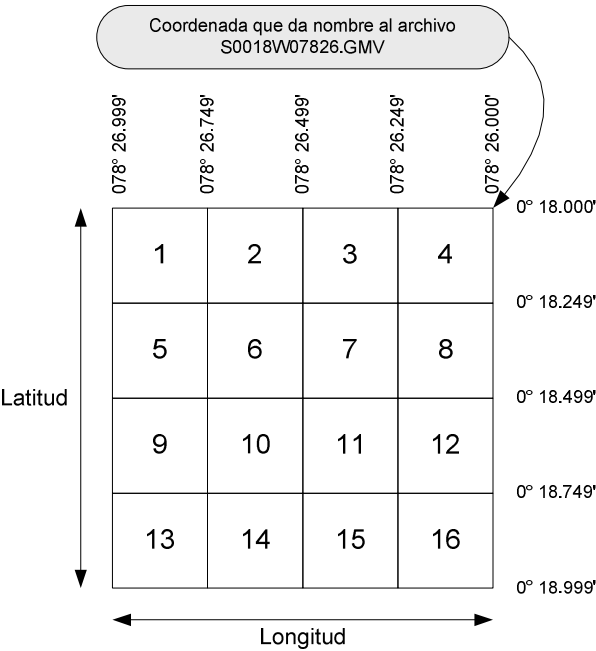 Coordenada que da nombre al archivo
S0018W07826.GMV
078° 26.999'
078° 26.749'
078° 26.499'
078° 26.249'
078° 26.000'
0° 18.000'
1 2 3 4
0° 18.249'
5 6 7 8
Latitud
0° 18.499'
9 10 11 12
0° 18.749'
13 14 15 16
0° 18.999'
Longitud